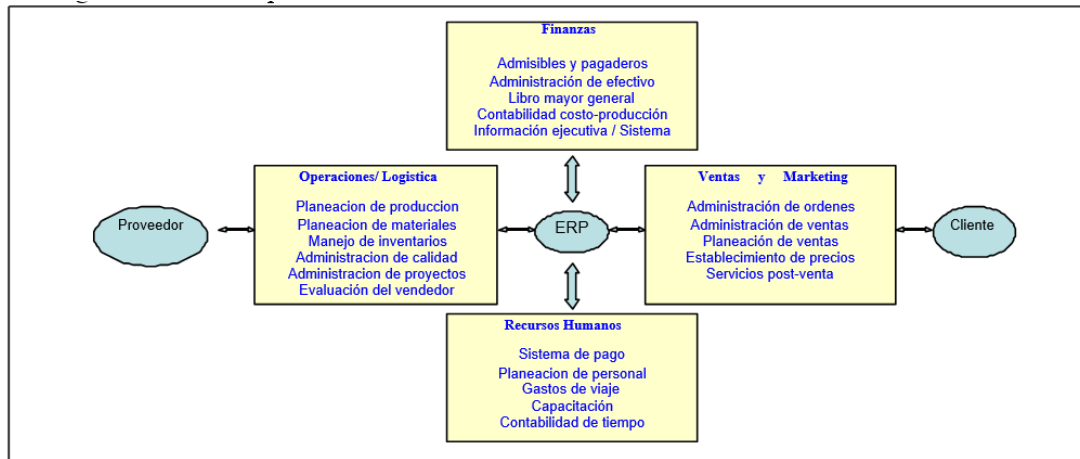 Finanzas
Admisibles y pagaderos
Administración de efectivo
Libro mayor general
Contabilidad costo-producción
Información ejecutiva / Sistema
Operaciones/ Logistica
Planeacion de produccion
Planeacion de materiales
Manejo de inventarios
Administracion de calidad
Administracion de proyectos
Evaluación del vendedor
Ventas y Marketing
Administración de ordenes
Administración de ventas
Planeación de ventas
Establecimiento de precios
Servicios post-venta
Proveedor
ERP
Cliente
Recursos Humanos
Sistema de pago
Planeacion de personal
Gastos de viaje
Capacitación
Contabilidad de tiempo